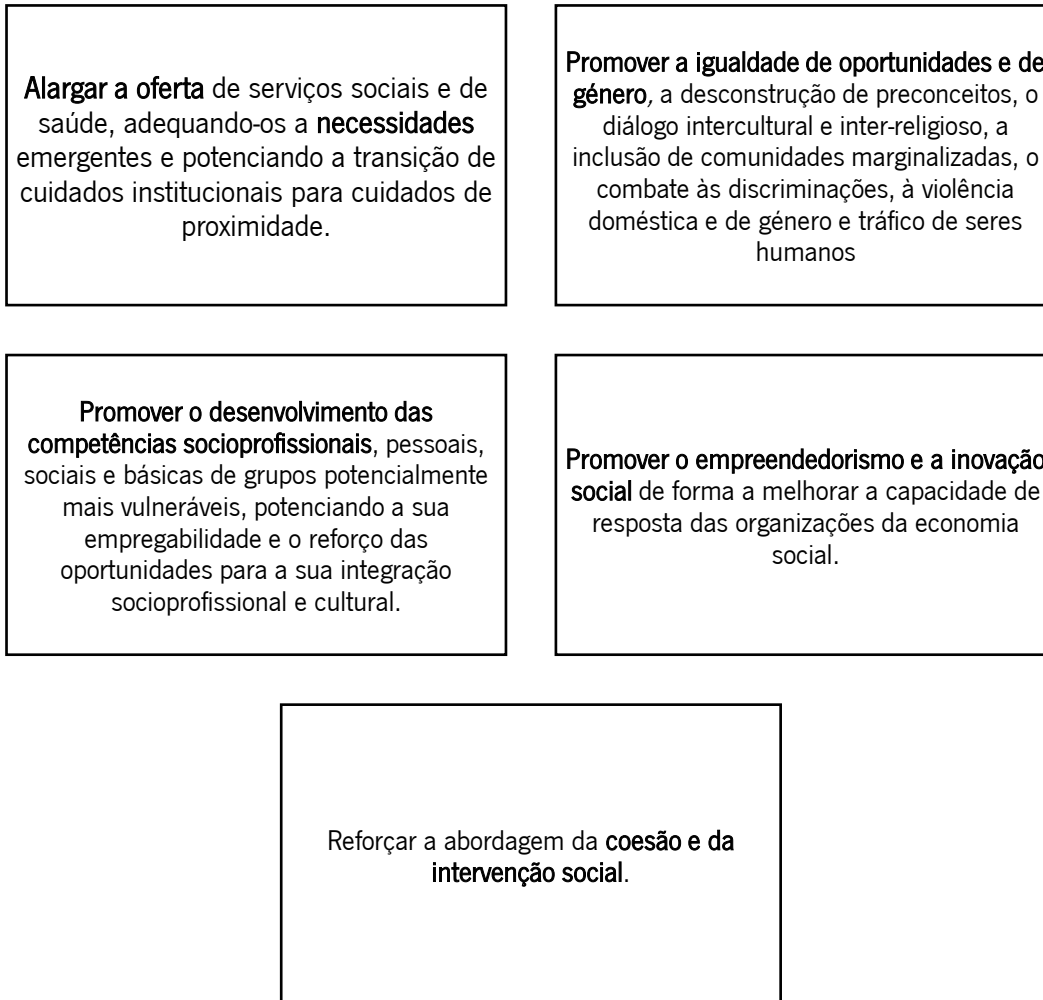 Alargar a oferta de serviços sociais e de
saúde, adequando-os a necessidades
emergentes e potenciando a transição de
cuidados institucionais para cuidados de
proximidade.
Promover a igualdade de oportunidades e de
género, a desconstrução de preconceitos, o
diálogo intercultural e inter-religioso, a
inclusão de comunidades marginalizadas, o
combate às discriminações, à violência
doméstica e de género e tráfico de seres
humanos
Promover o desenvolvimento das
competências socioprofissionais, pessoais,
sociais e básicas de grupos potencialmente
mais vulneráveis, potenciando a sua
empregabilidade e o reforço das
oportunidades para a sua integração
socioprofissional e cultural.
Promover o empreendedorismo e a inovação
social de forma a melhorar a capacidade de
resposta das organizações da economia
social.
Reforçar a abordagem da coesão e da
intervenção social.